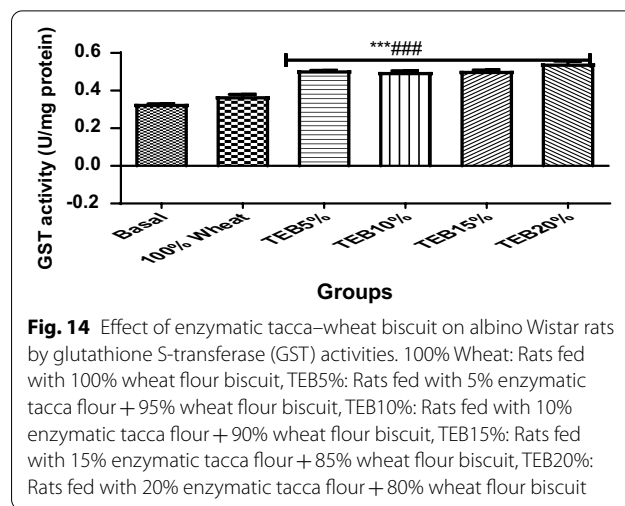 ***###
0.6
0.4
0.2
0.0
-0.2
GST activity (U/mg protein)
Basal
100% Wheat
TEB5%
TEB10%
TEB15%
TEB20%
Groups
Fig. 14 Effect of enzymatic tacca–wheat biscuit on albino Wistar rats
by glutathione S-transferase (GST) activities. 100% Wheat: Rats fed
with 100% wheat flour biscuit, TEB5%: Rats fed with 5% enzymatic
tacca flour + 95% wheat flour biscuit, TEB10%: Rats fed with 10%
enzymatic tacca flour + 90% wheat flour biscuit, TEB15%: Rats fed
with 15% enzymatic tacca flour + 85% wheat flour biscuit, TEB20%:
Rats fed with 20% enzymatic tacca flour + 80% wheat flour biscuit